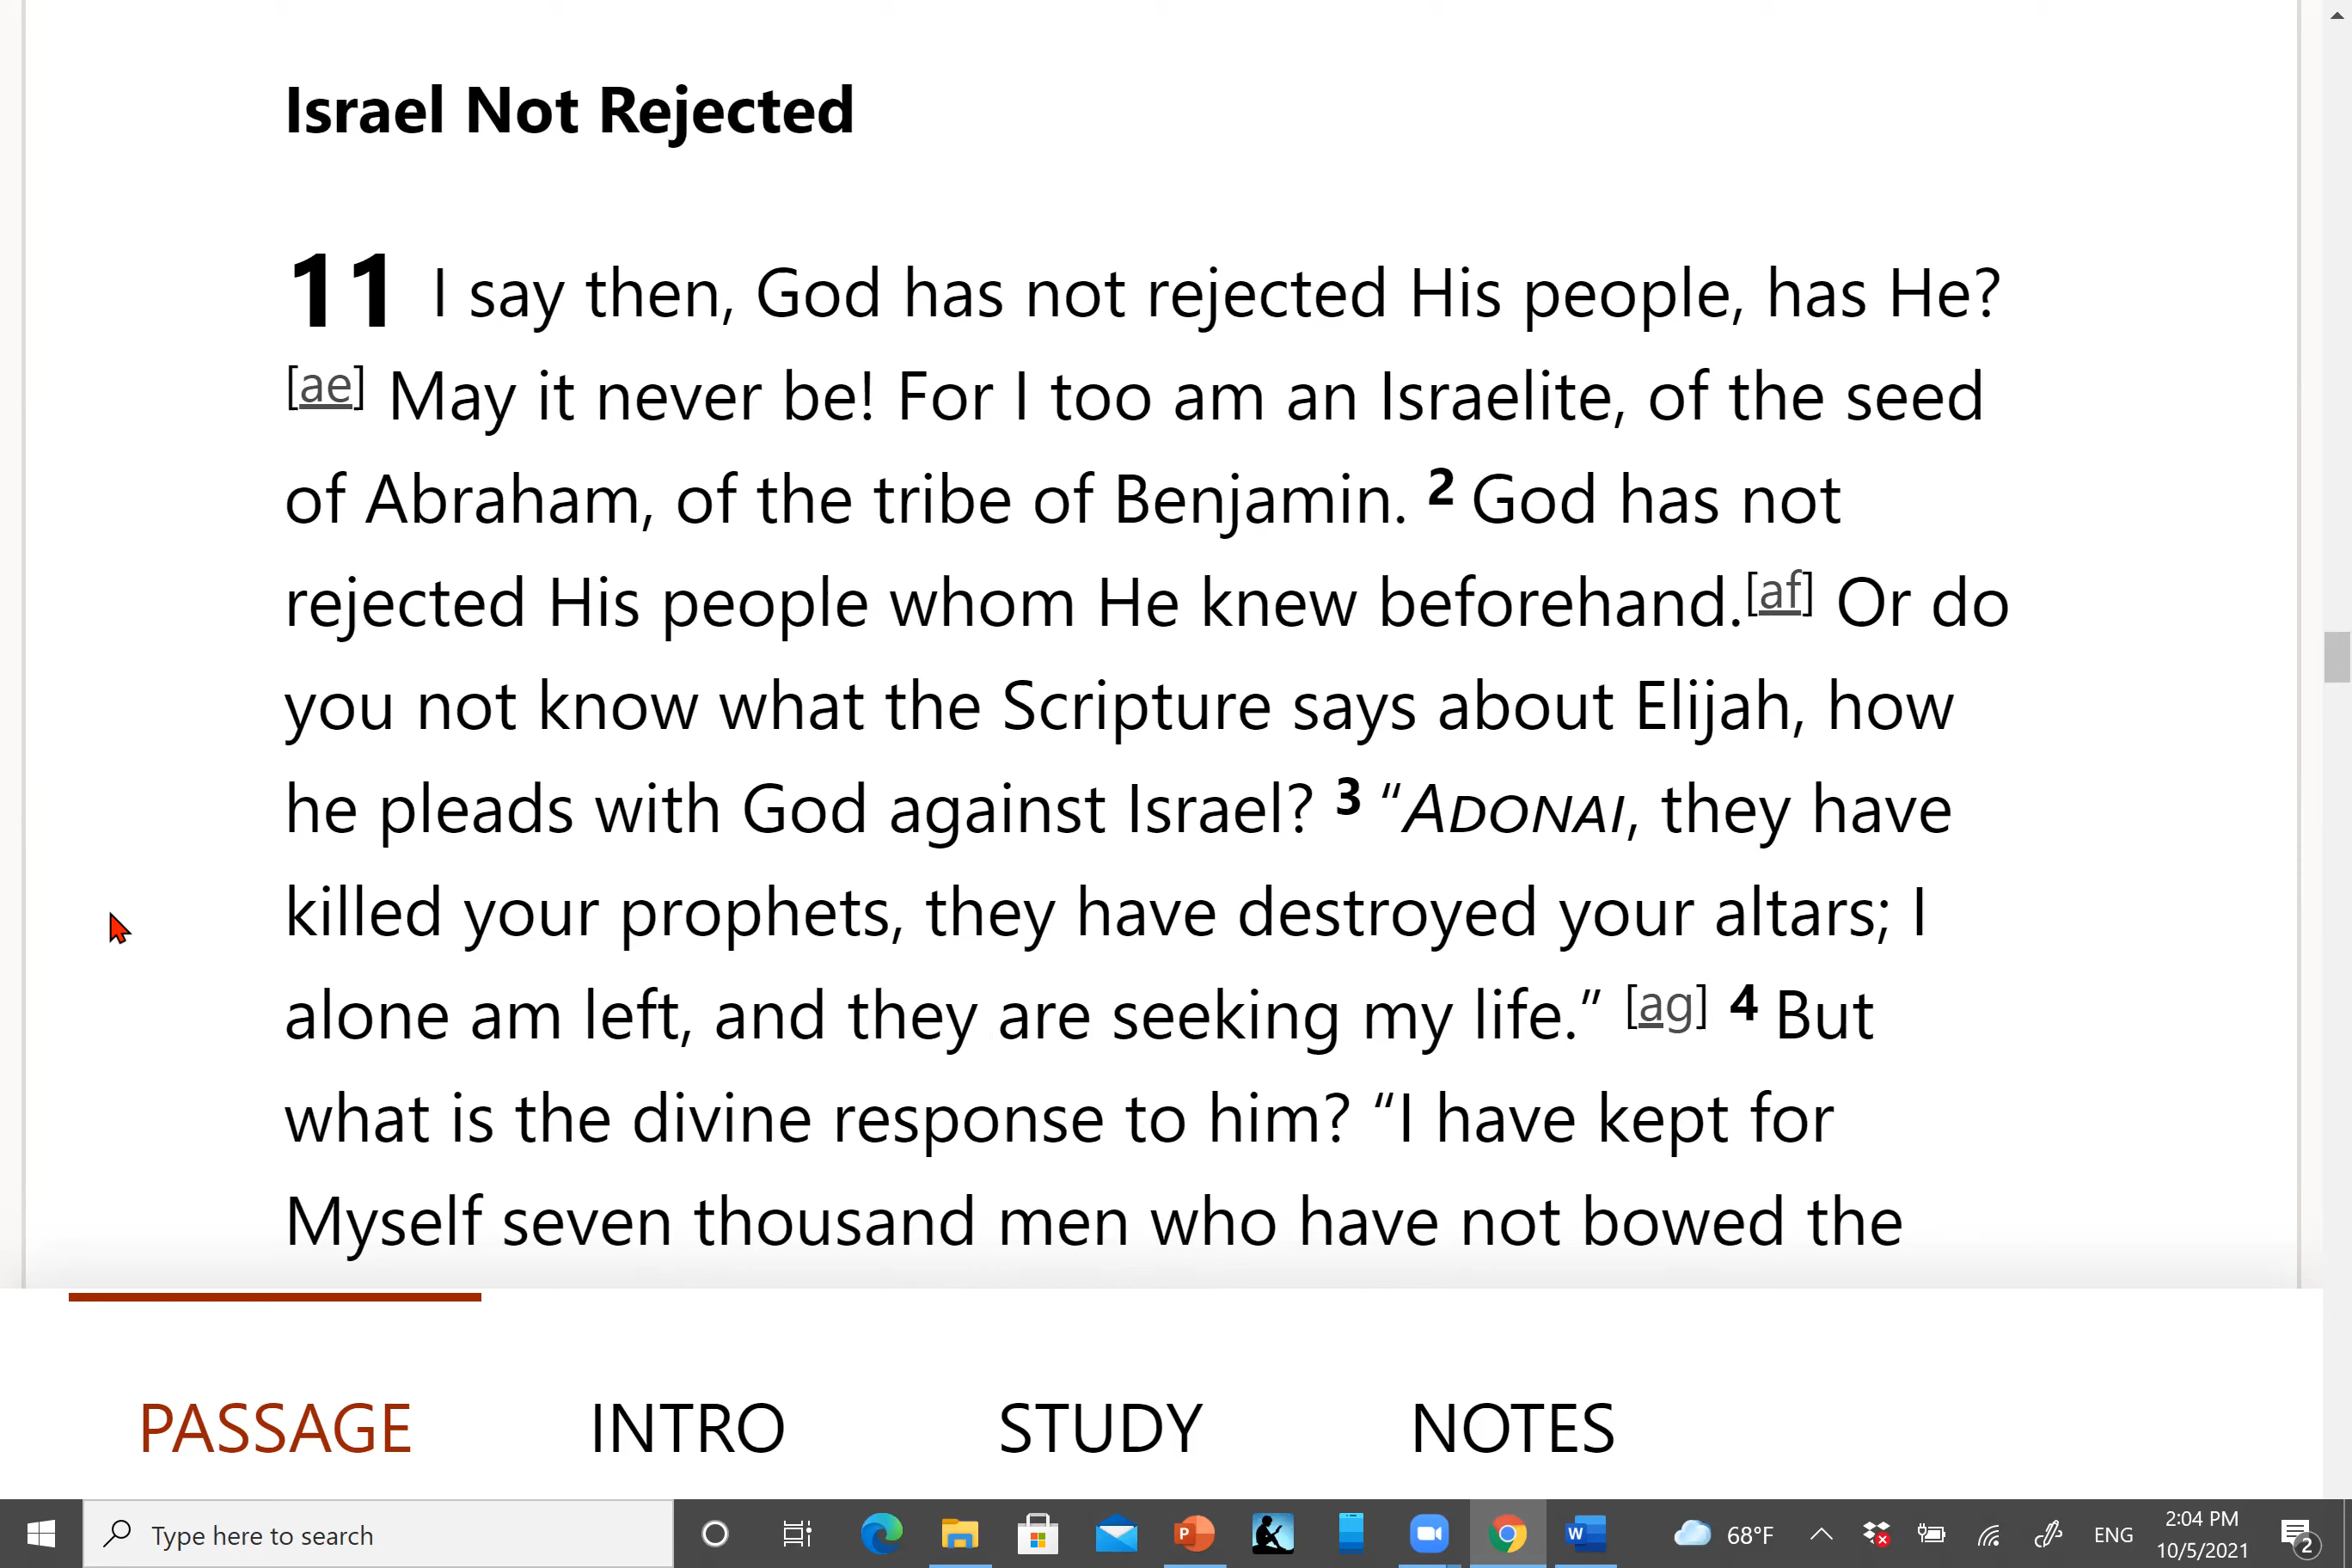 Israel Not Rejected
11 I say then, God has not rejected His people, has He?
[ae] May it never be! For I too am an Israelite, of the seed
of Abraham, of the tribe of Benjamin. 2 God has not
rejected His people whom He knew beforehand.[af] Or do
you not know what the Scripture says about Elijah, how
he pleads with God against Israel? 3 “ADONAI, they have
killed your prophets, they have destroyed your altars; I
alone am left, and they are seeking my life.” [ag] 4 But
what is the divine response to him? “I have kept for
Myself seven thousand men who have not bowed the
PASSAGE INTRO STUDY NOTES
Type here to search
P
W
68°F
ENG
2:04 PM
10/5/2021
2